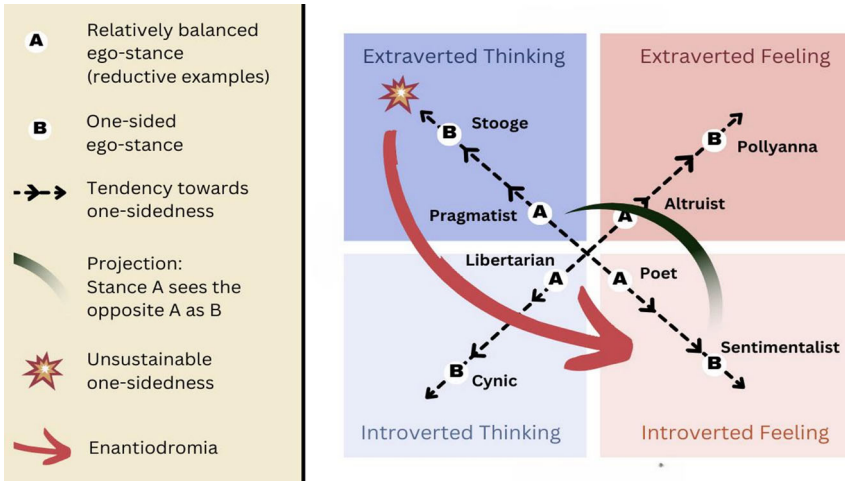 A
Relatively balanced
ego-stance
(reductive examples)
B
One-sided
ego-stance
Tendency towards
one-sidedness
Projection:
Stance A sees the
opposite A as B
Unsustainable
one-sidedness
Enantiodromia
Extraverted Thinking
Extraverted Feeling
B
Stooge
B
Pollyanna
Pragmatist
A
A
Altruist
Libertarian
A
A
Poet
B
Cynic
Sentimentalist
B
Introverted Thinking
Introverted Feeling